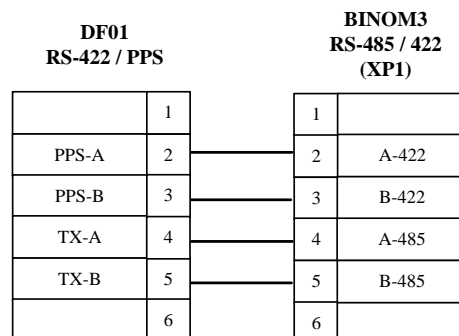 DF01
RS-422 / PPS
BINOM3
RS-485 / 422
(XP1)
1 1
PPS-A 2 2 A-422
PPS-B 3 3 B-422
TX-A 4 4 A-485
TX-B 5 5 B-485
6 6